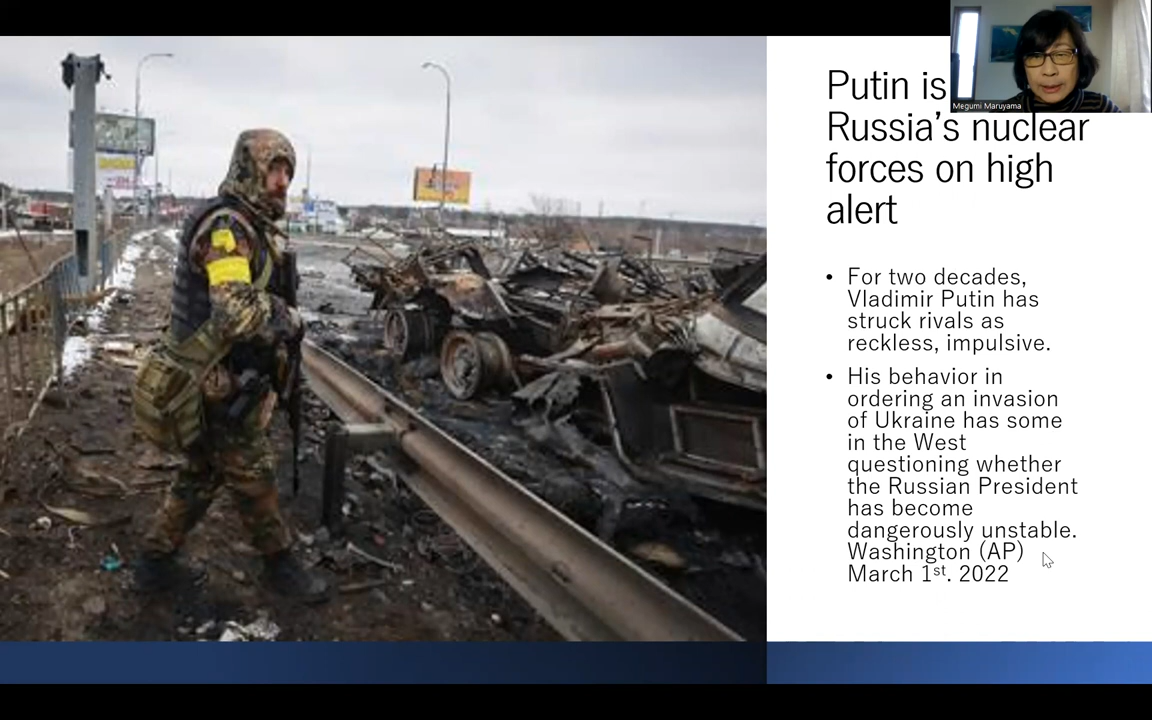 Putin is
Russia's nuclear
forces on high
alert
Megumi Maruyama
• For two decades,
Vladimir Putin has
struck rivals as
reckless, impulsive.
• His behavior in
ordering an invasion
of Ukraine has some
in the West
questioning whether
the Russian President
has become
dangerously unstable.
Washington (AP)
March 1st. 2022